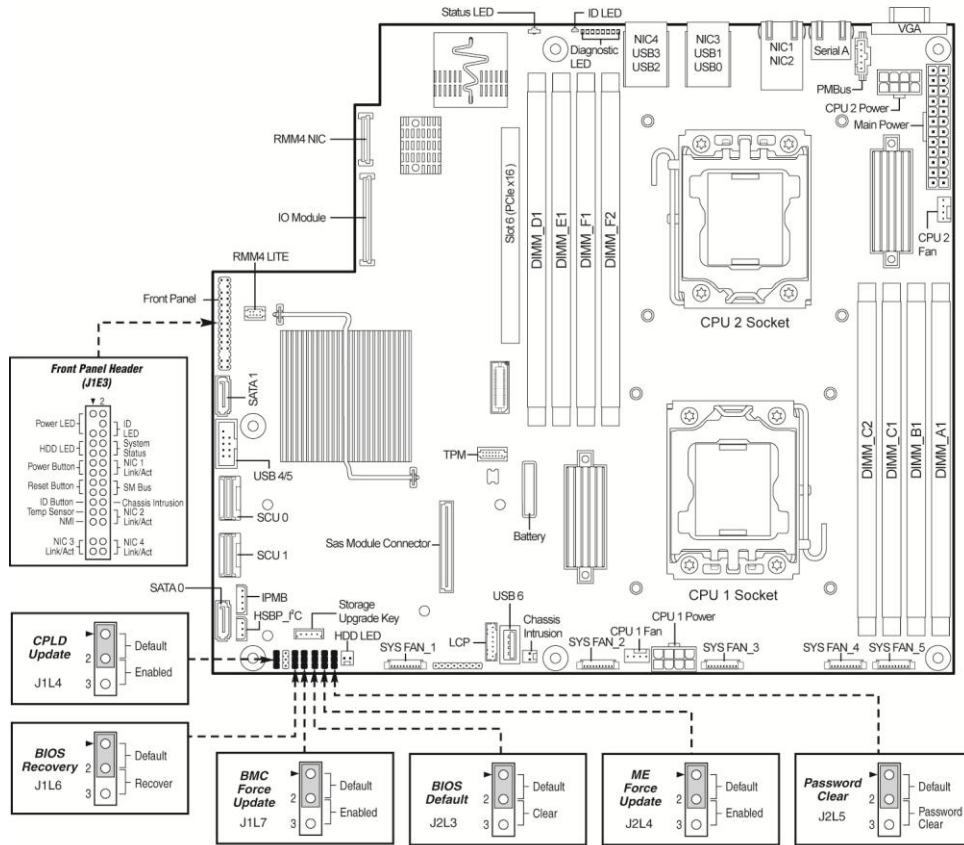 Status LED
ID LED
Diagnostic LED
NIC4
USB3
USB2
NIC3
USB1
USB0
NIC1
NIC2
Serial A
VGA
PMBus
CPU 2 Power
Main Power
CPU 2
Fan
RMM4 NIC
IO Module
RMM4 LITE
Front Panel
Slot 6 (PCIe x16)
DIMM_D1
DIMM_E1
DIMM_F1
DIMM_F2
CPU 2 Socket
Front Panel Header
(J1E3)
2
Power LED
ID
LED
HDD LED
System
Status
Power Button
NIC 1
Link/Act
Reset Button
SM Bus
ID Button
Chassis Intrusion
Temp Sensor
NIC 2
Link/Act
NMI
NIC 3
Link/Act
NIC 4
Link/Act
SATA 1
USB 4/5
SCU 0
SCU 1
SATA 0
IPMB
HSBP_I²C
Storage
Upgrade Key
HDD LED
TPM
Battery
Sas Module Connector
DIMM_C2
DIMM_C1
DIMM_B1
DIMM_A1
CPU 1 Socket
USB 6
LCP
Chassis
Intrusion
CPU 1 Fan
CPU 1 Power
SYS FAN_1
SYS FAN_2
SYS FAN_3
SYS FAN_4
SYS FAN_5
CPLD
Update
J1L4
2
3
Default
Enabled
BIOS
Recovery
J1L6
2
3
Default
Recover
BMC
Force
Update
J1L7
2
3
Default
Enabled
BIOS
Default
J2L3
2
3
Default
Clear
ME
Force
Update
J2L4
2
3
Default
Enabled
Password
Clear
J2L5
2
3
Default
Password
Clear